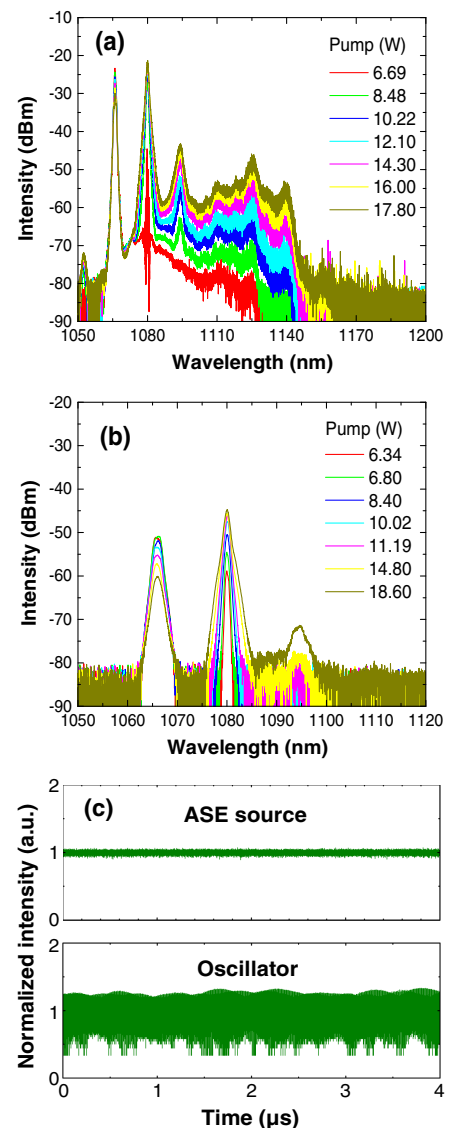 (a)
Pump (W)
6.69
8.48
10.22
12.10
14.30
16.00
17.80
Intensity (dBm)
-10
-20
-30
-40
-50
-60
-70
-80
-90
1050 1080 1110 1140 1170 1200
Wavelength (nm)
(b)
Pump (W)
6.34
6.80
8.40
10.02
11.19
14.80
18.60
Intensity (dBm)
-20
-30
-40
-50
-60
-70
-80
-90
1050 1060 1070 1080 1090 1100 1110 1120
Wavelength (nm)
(c)
ASE source
Normalized intensity (a.u.)
2
1
0
Oscillator
2
1
0
0 1 2 3 4
Time (µs)